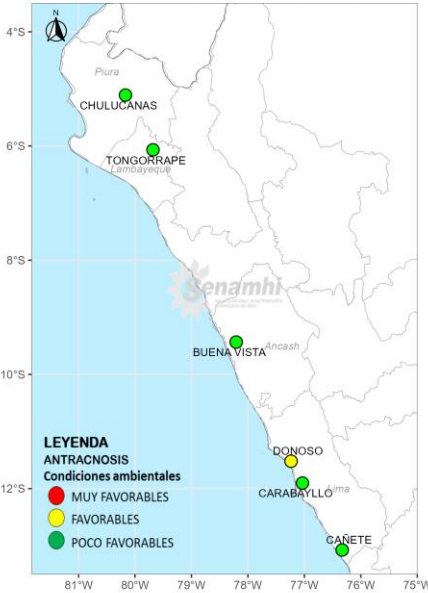 N
4°S
Piura
CHULUCANAS
6°S
TONGORRAPE
Lambayeque
8°S
Senamhi
BUENA VISTA
Ancash
10°S
LEYENDA
ANTRACNOSIS
Condiciones ambientales
MUY FAVORABLES
FAVORABLES
POCO FAVORABLES
DONOSO
12°S
CARABAYLLO
Lima
CAÑETE
81°W 80°W 79°W 78°W 77°W 76°W 75°W